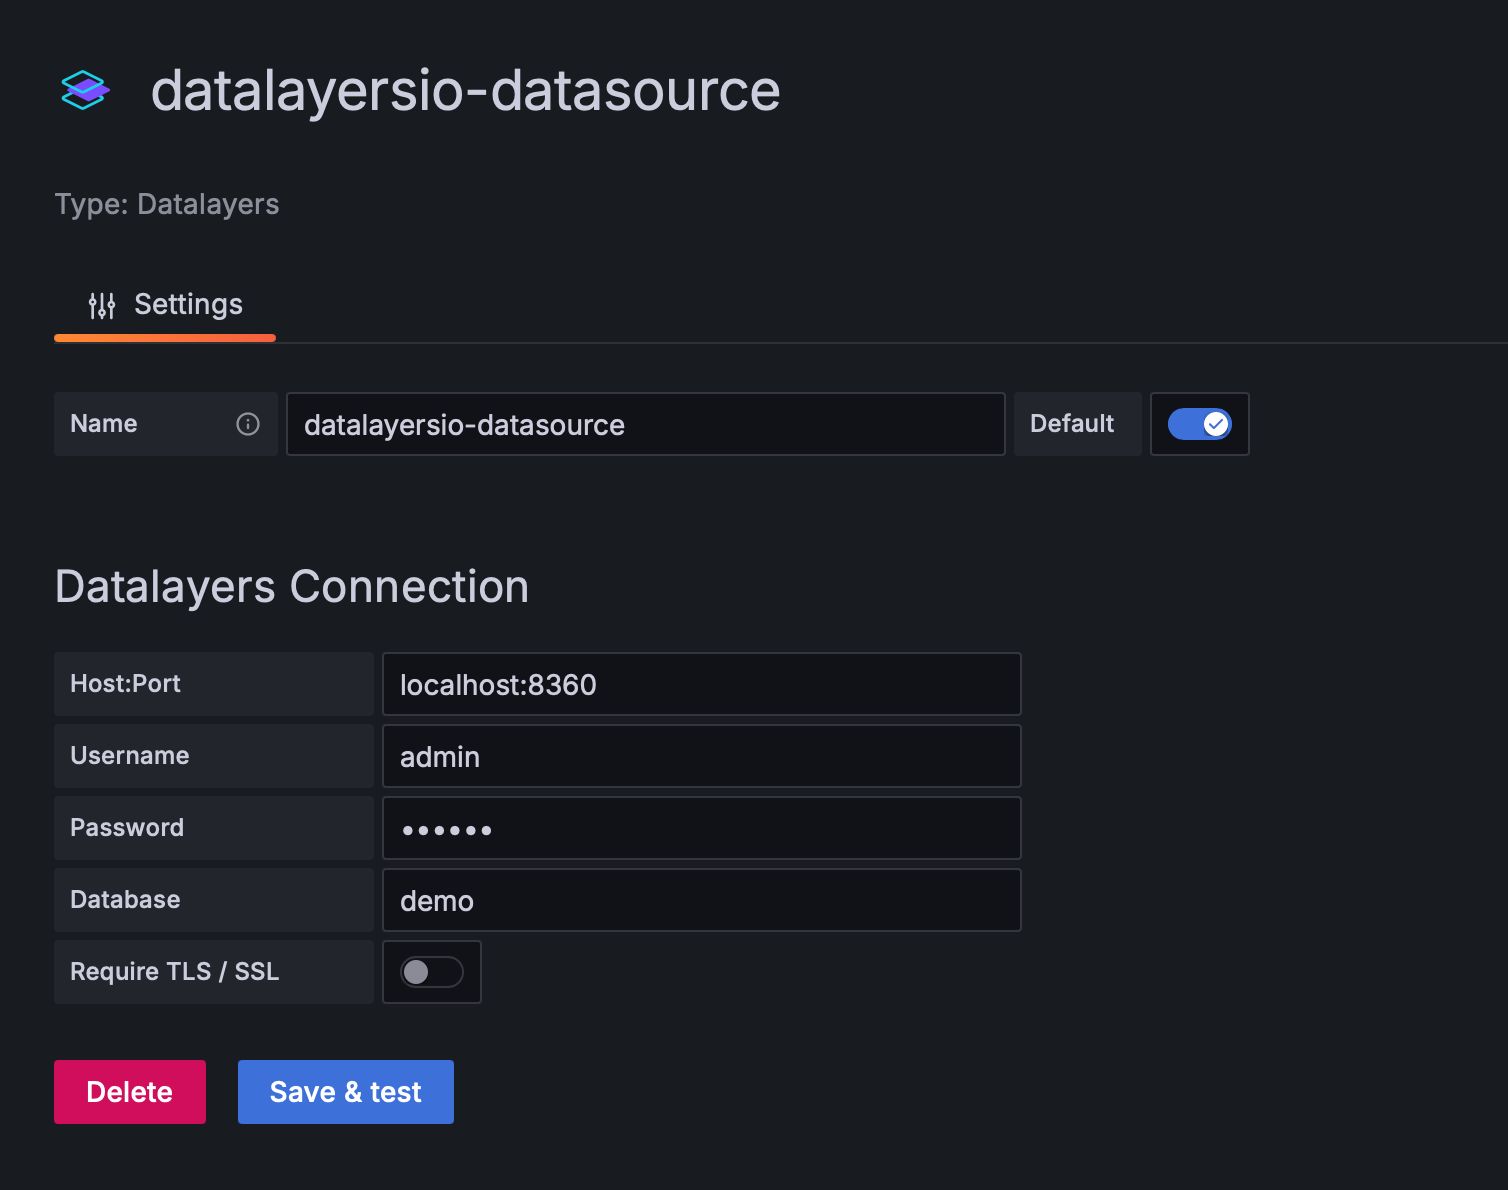 datalayersio-datasource
Type: Datalayers
Settings
Name datalayersio-datasource Default
Datalayers Connection
Host:Port localhost:8360
Username admin
Password ••••••
Database demo
Require TLS / SSL
Delete Save & test